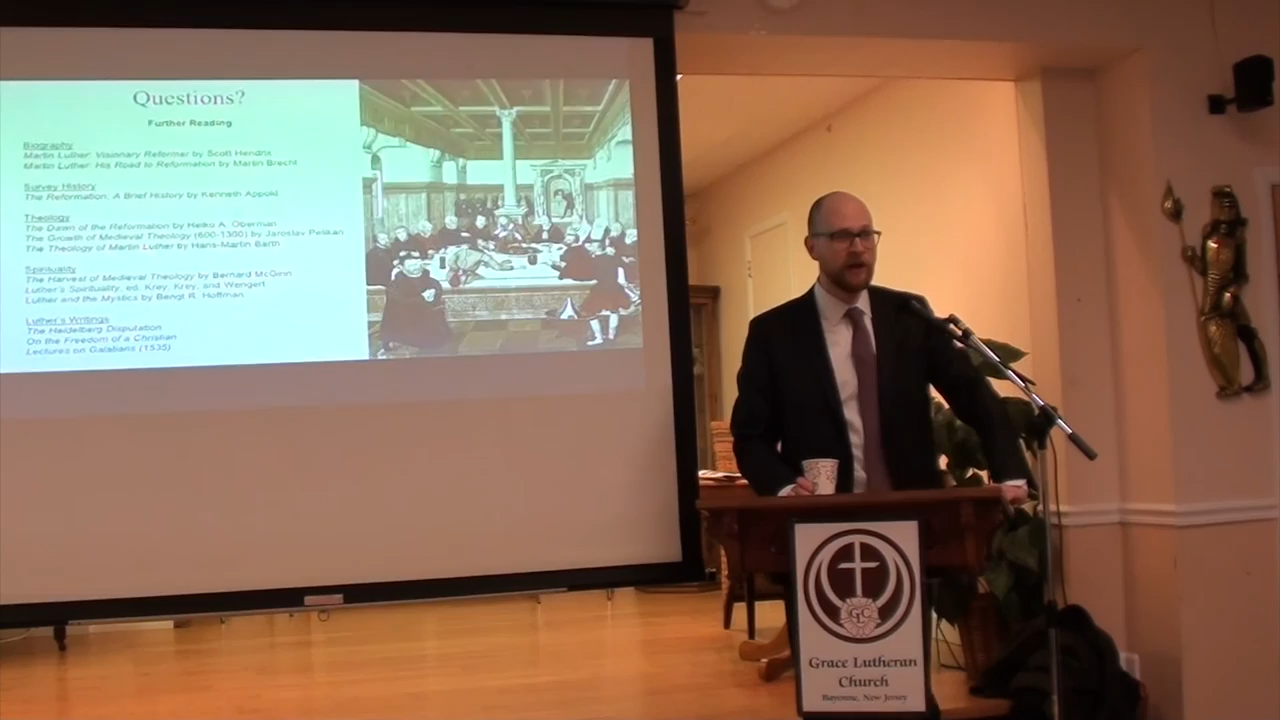 Questions?
Further Reading
Biography
Martin Luther: Visionary Reformer by Scott Hendrix
Martin Luther: His Road to Reformation by Martin Brecht
Survey History
The Reformation: A Brief History by Kenneth Appold
Theology
The Dawn of the Reformation by Heiko A. Oberman
The Growth of Medieval Theology (600-1300) by Jaroslav Pelikan
The Theology of Martin Luther by Hans-Martin Barth
Spirituality
The Harvest of Medieval Theology by Bernard McGinn
Luther's Spirituality, ed. Krey, Krey, and Wengert
Luther and the Mystics by Bengt R. Hoffman
Luther's Writings
The Heidelberg Disputation
On the Freedom of a Christian
Lectures on Galatians (1535)
GLC
Grace Lutheran
Church
Bayonne, New Jersey